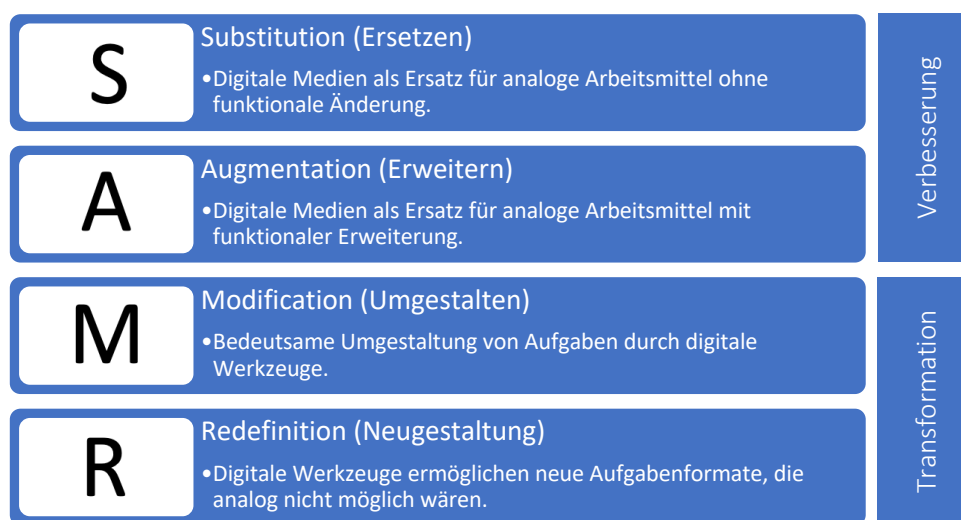 S
Substitution (Ersetzen)
•Digitale Medien als Ersatz für analoge Arbeitsmittel ohne
funktionale Änderung.
A
Augmentation (Erweitern)
•Digitale Medien als Ersatz für analoge Arbeitsmittel mit
funktionaler Erweiterung.
Verbesserung
M
Modification (Umgestalten)
•Bedeutsame Umgestaltung von Aufgaben durch digitale
Werkzeuge.
R
Redefinition (Neugestaltung)
•Digitale Werkzeuge ermöglichen neue Aufgabenformate, die
analog nicht möglich wären.
Transformation